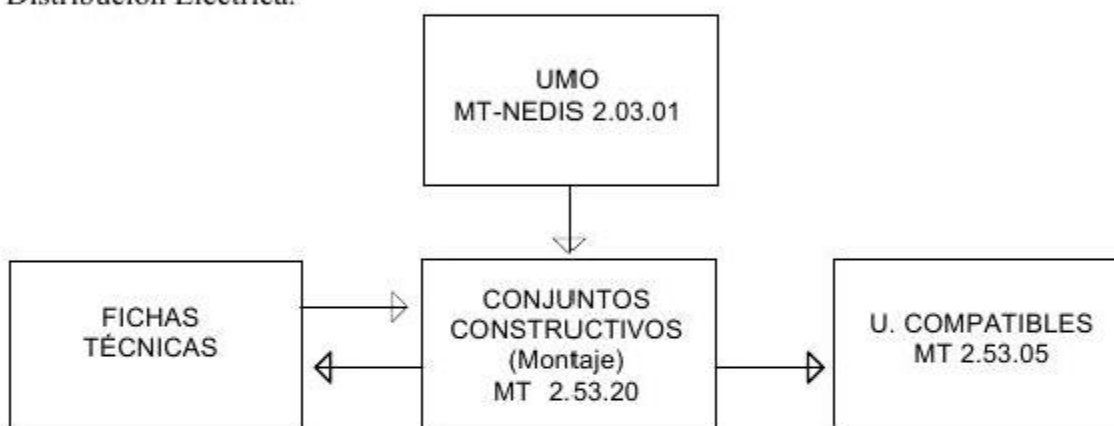 Distribución Eléctrica.
UMO
MT-NEDIS 2.03.01
FICHAS
TÉCNICAS
CONJUNTOS
CONSTRUCTIVOS
(Montaje)
MT 2.53.20
U. COMPATIBLES
MT 2.53.05